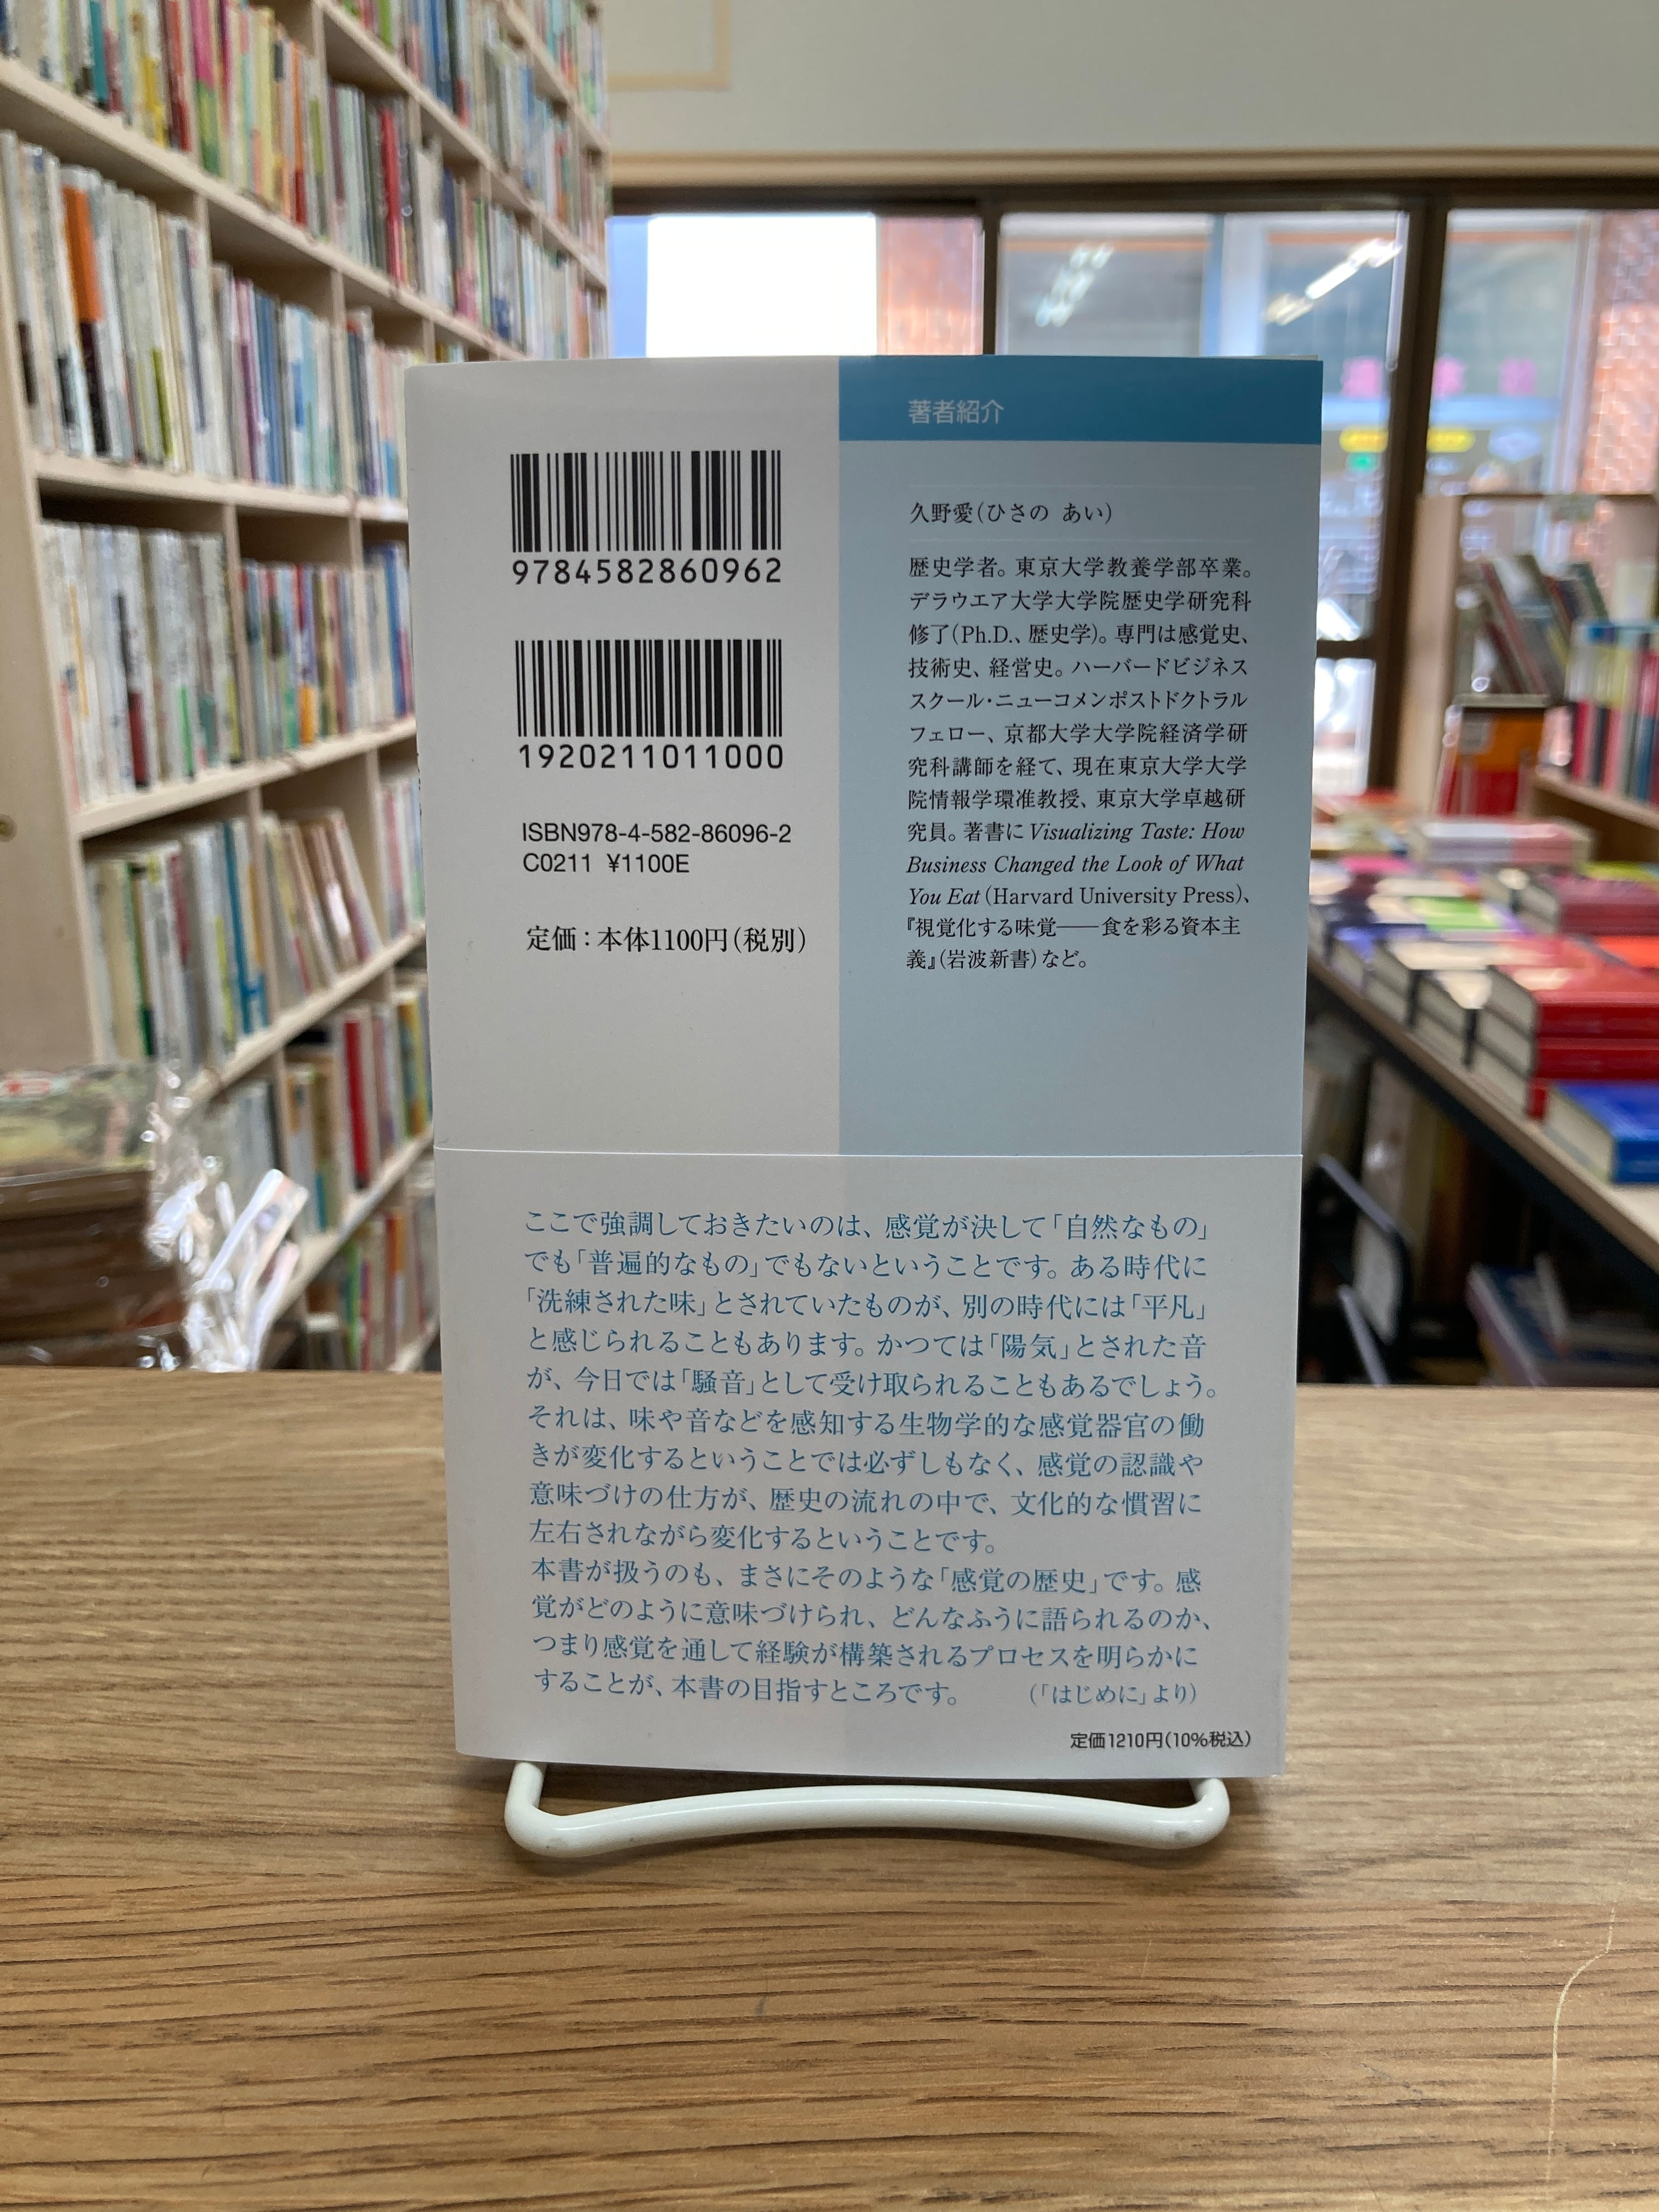 9784582860962
1920211011000
ISBN978-4-582-86096-2
C0211 ¥1100E
定価：本体1100円（税別）
著者紹介
久野愛（ひさの あい）
歴史学者。東京大学教養学部卒業。
デラウエア大学大学院歴史学研究科
修了（Ph.D.、歴史学）。専門は感覚史、
技術史、経営史。ハーバードビジネス
スクール・ニューコメンポストドクトラル
フェロー、京都大学大学院経済学研
究科講師を経て、現在東京大学大学
院情報学環准教授、東京大学卓越研
究員。著書に Visualizing Taste: How
Business Changed the Look of What
You Eat（Harvard University Press）、
『視覚化する味覚──食を彩る資本主
義』（岩波新書）など。
ここで強調しておきたいのは、感覚が決して「自然なもの」
でも「普遍的なもの」でもないということです。ある時代に
「洗練された味」とされていたものが、別の時代には「平凡」
と感じられることもあります。かつては「陽気」とされた音
が、今日では「騒音」として受け取られることもあるでしょう。
それは、味や音などを感知する生物学的な感覚器官の働
きが変化するということでは必ずしもなく、感覚の認識や
意味づけの仕方が、歴史の流れの中で、文化的な慣習に
左右されながら変化するということです。
本書が扱うのも、まさにそのような「感覚の歴史」です。感
覚がどのように意味づけられ、どんなふうに語られるのか、
つまり感覚を通して経験が構築されるプロセスを明らかに
することが、本書の目指すところです。 （「はじめに」より）
定価1210円（10%税込）